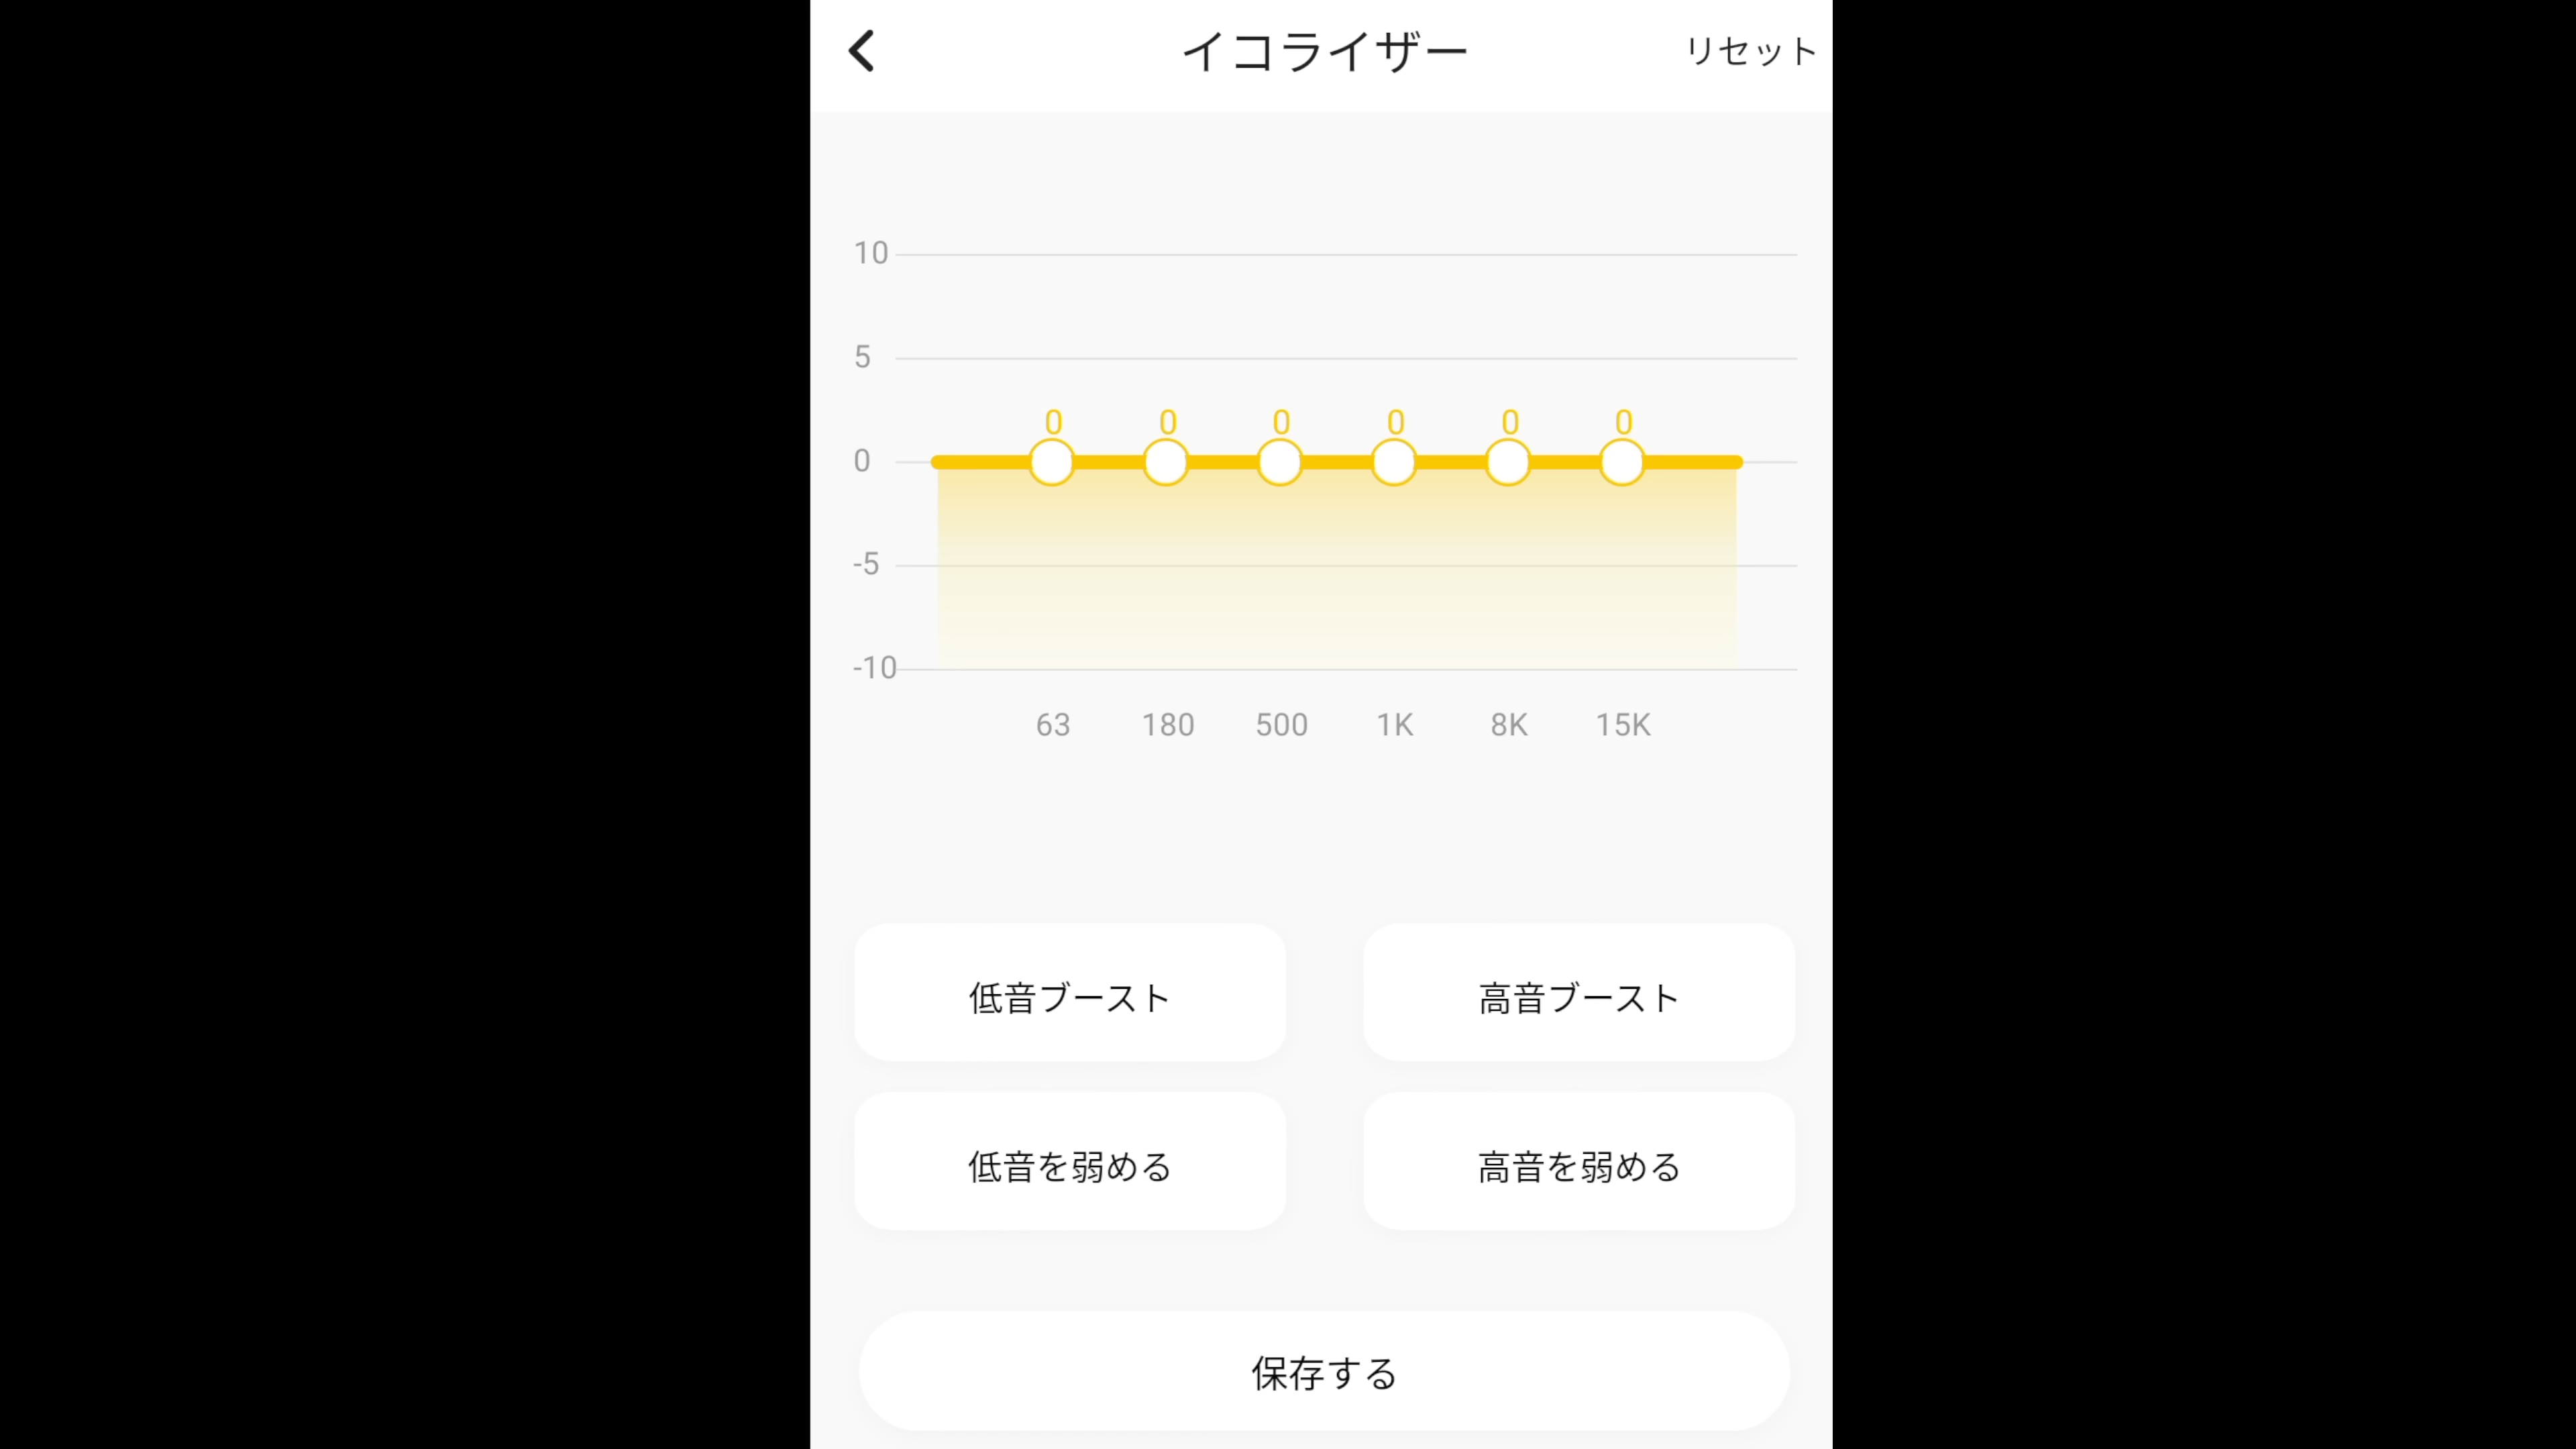 イコライザー
リセット
10
5
0 0 0 0 0 0
0
-5
-10
63 180 500 1K 8K 15K
低音ブースト
高音ブースト
低音を弱める
高音を弱める
保存する